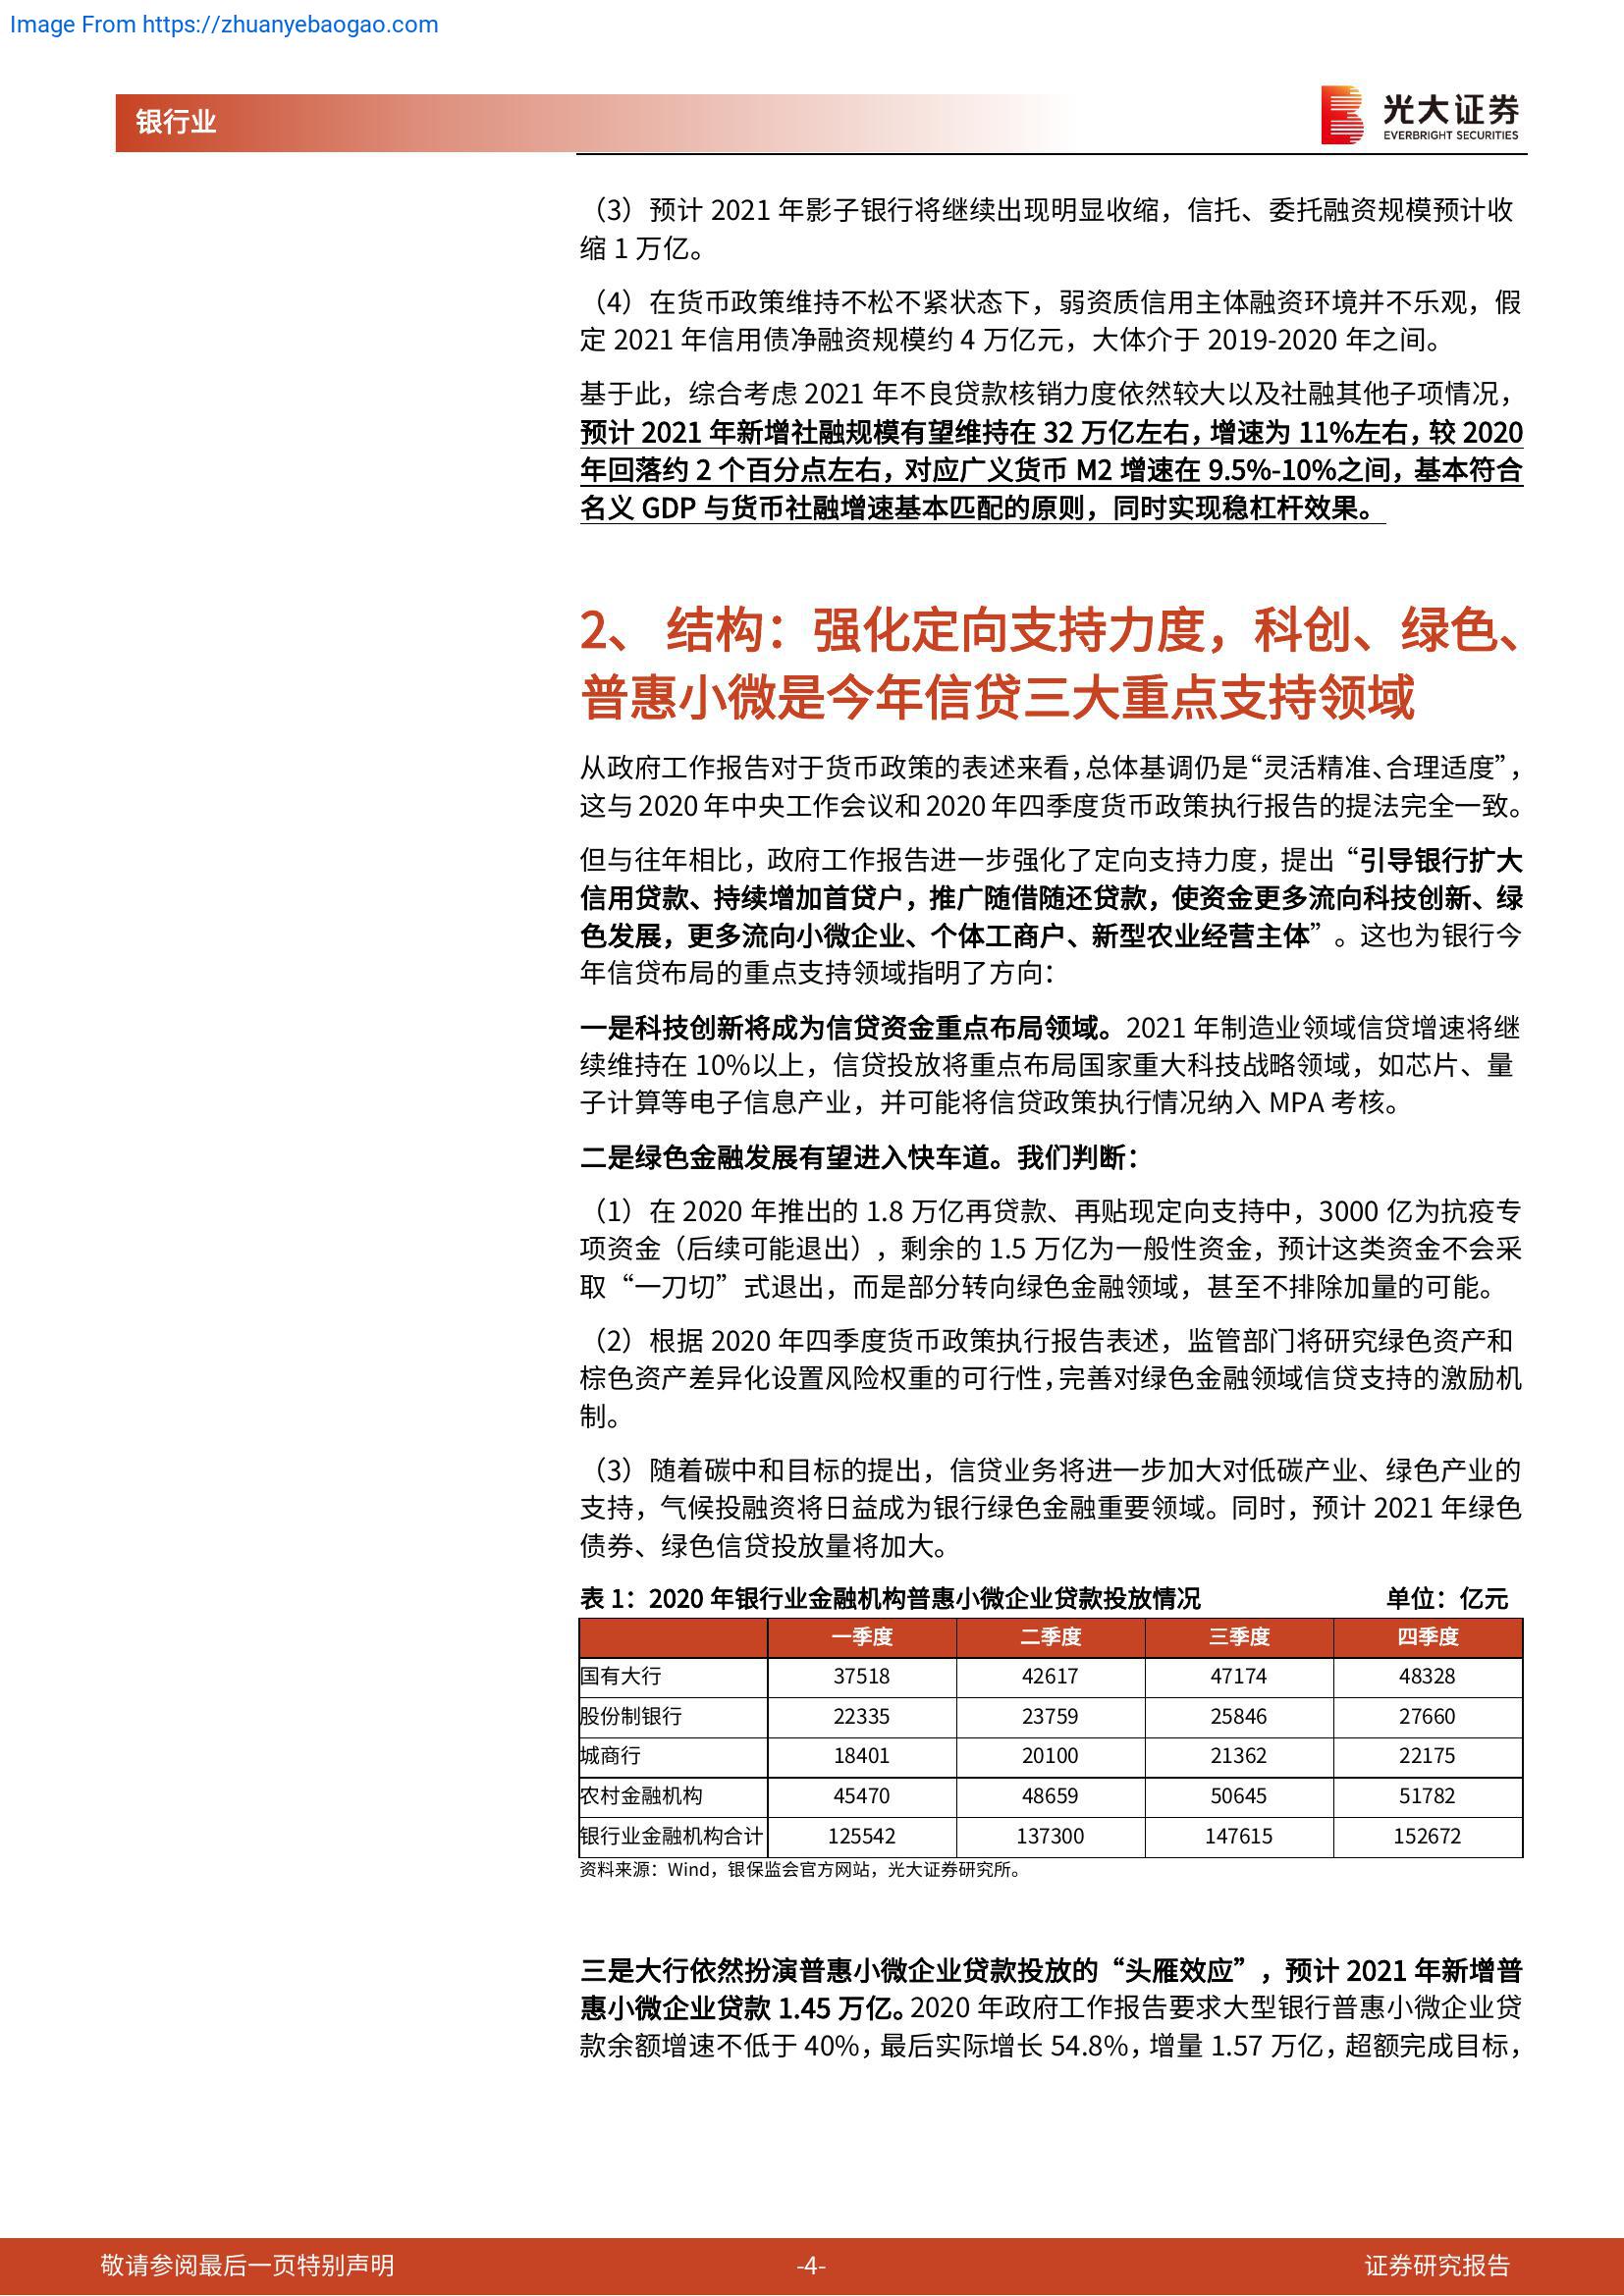 Image From https://zhuanyebaogao.com
银行业
光大证券
EVERBRIGHT SECURITIES
（3）预计 2021 年影子银行将继续出现明显收缩，信托、委托融资规模预计收
缩 1 万亿。
（4）在货币政策维持不松不紧状态下，弱资质信用主体融资环境并不乐观，假
定 2021 年信用债净融资规模约 4 万亿元，大体介于 2019-2020 年之间。
基于此，综合考虑 2021 年不良贷款核销力度依然较大以及社融其他子项情况，
预计 2021 年新增社融规模有望维持在 32 万亿左右，增速为 11%左右，较 2020
年回落约 2 个百分点左右，对应广义货币 M2 增速在 9.5%-10%之间，基本符合
名义 GDP 与货币社融增速基本匹配的原则，同时实现稳杠杆效果。
2、 结构：强化定向支持力度，科创、绿色、
普惠小微是今年信贷三大重点支持领域
从政府工作报告对于货币政策的表述来看，总体基调仍是“灵活精准、合理适度”，
这与 2020 年中央工作会议和 2020 年四季度货币政策执行报告的提法完全一致。
但与往年相比，政府工作报告进一步强化了定向支持力度，提出“引导银行扩大
信用贷款、持续增加首贷户，推广随借随还贷款，使资金更多流向科技创新、绿
色发展，更多流向小微企业、个体工商户、新型农业经营主体”。这也为银行今
年信贷布局的重点支持领域指明了方向：
一是科技创新将成为信贷资金重点布局领域。2021 年制造业领域信贷增速将继
续维持在 10%以上，信贷投放将重点布局国家重大科技战略领域，如芯片、量
子计算等电子信息产业，并可能将信贷政策执行情况纳入 MPA 考核。
二是绿色金融发展有望进入快车道。我们判断：
（1）在 2020 年推出的 1.8 万亿再贷款、再贴现定向支持中，3000 亿为抗疫专
项资金（后续可能退出），剩余的 1.5 万亿为一般性资金，预计这类资金不会采
取“一刀切”式退出，而是部分转向绿色金融领域，甚至不排除加量的可能。
（2）根据 2020 年四季度货币政策执行报告表述，监管部门将研究绿色资产和
棕色资产差异化设置风险权重的可行性，完善对绿色金融领域信贷支持的激励机
制。
（3）随着碳中和目标的提出，信贷业务将进一步加大对低碳产业、绿色产业的
支持，气候投融资将日益成为银行绿色金融重要领域。同时，预计 2021 年绿色
债券、绿色信贷投放量将加大。
表 1：2020 年银行业金融机构普惠小微企业贷款投放情况 单位：亿元
一季度 二季度 三季度 四季度
国有大行 37518 42617 47174 48328
股份制银行 22335 23759 25846 27660
城商行 18401 20100 21362 22175
农村金融机构 45470 48659 50645 51782
银行业金融机构合计 125542 137300 147615 152672
资料来源：Wind，银保监会官方网站，光大证券研究所。
三是大行依然扮演普惠小微企业贷款投放的“头雁效应”，预计 2021 年新增普
惠小微企业贷款 1.45 万亿。2020 年政府工作报告要求大型银行普惠小微企业贷
款余额增速不低于 40%，最后实际增长 54.8%，增量 1.57 万亿，超额完成目标，
敬请参阅最后一页特别声明 -4- 证券研究报告